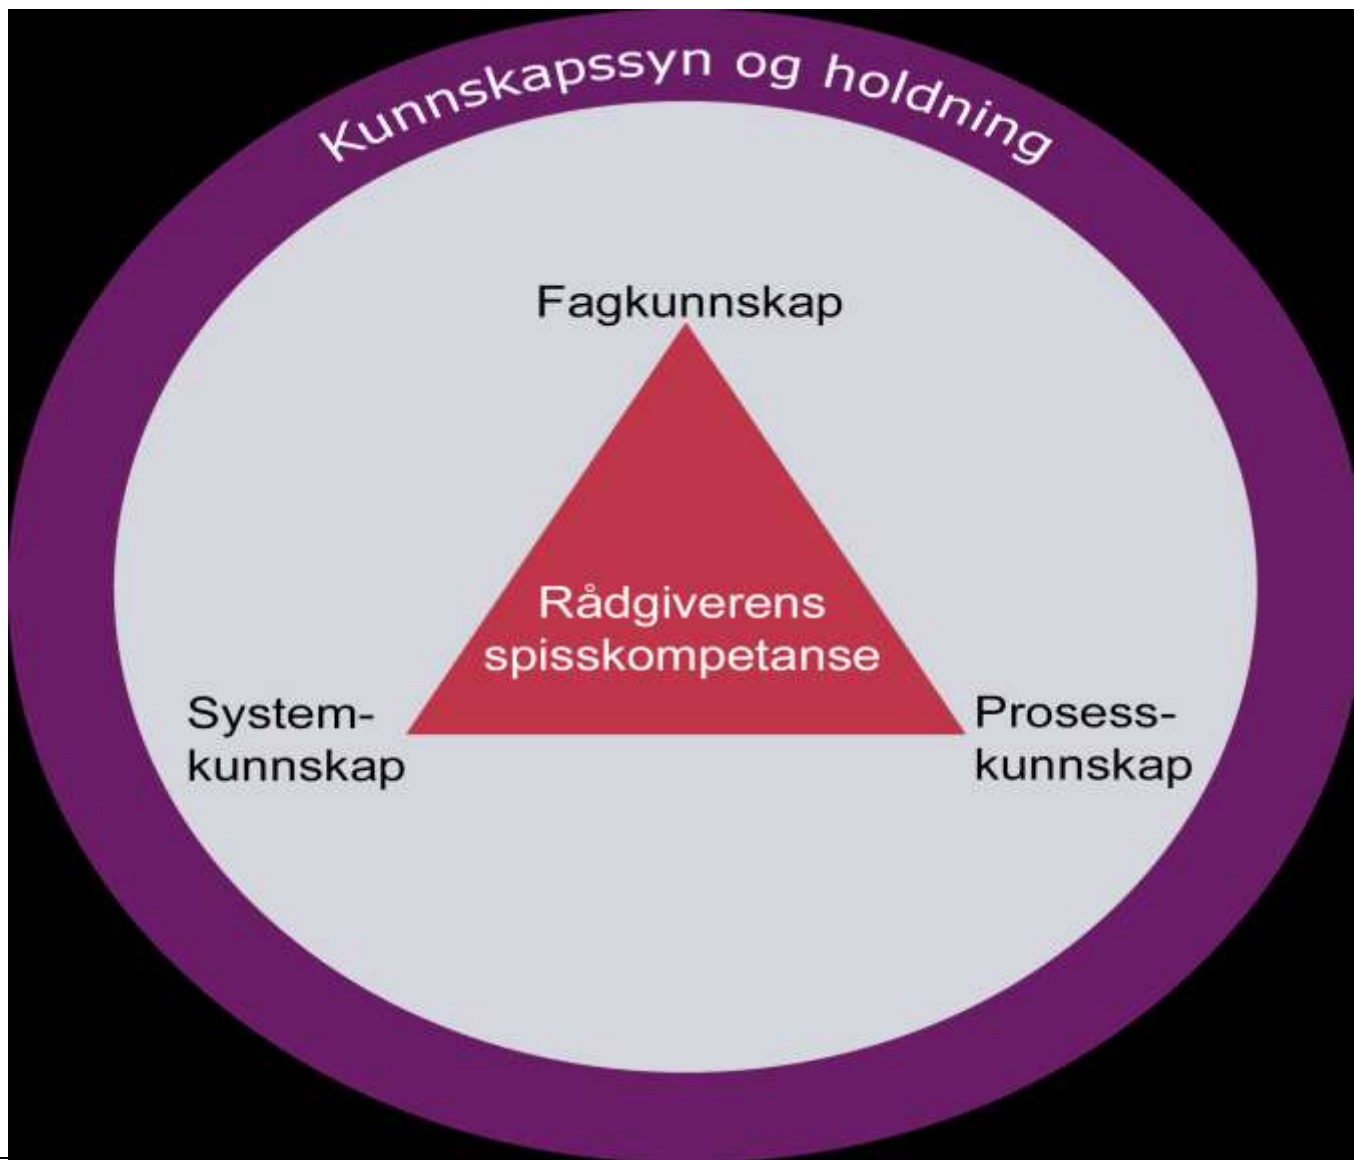 Kunnskapssyn og holdning
Fagkunnskap
Rådgiverens
spisskompetanse
System-
kunnskap
Prosess-
kunnskap